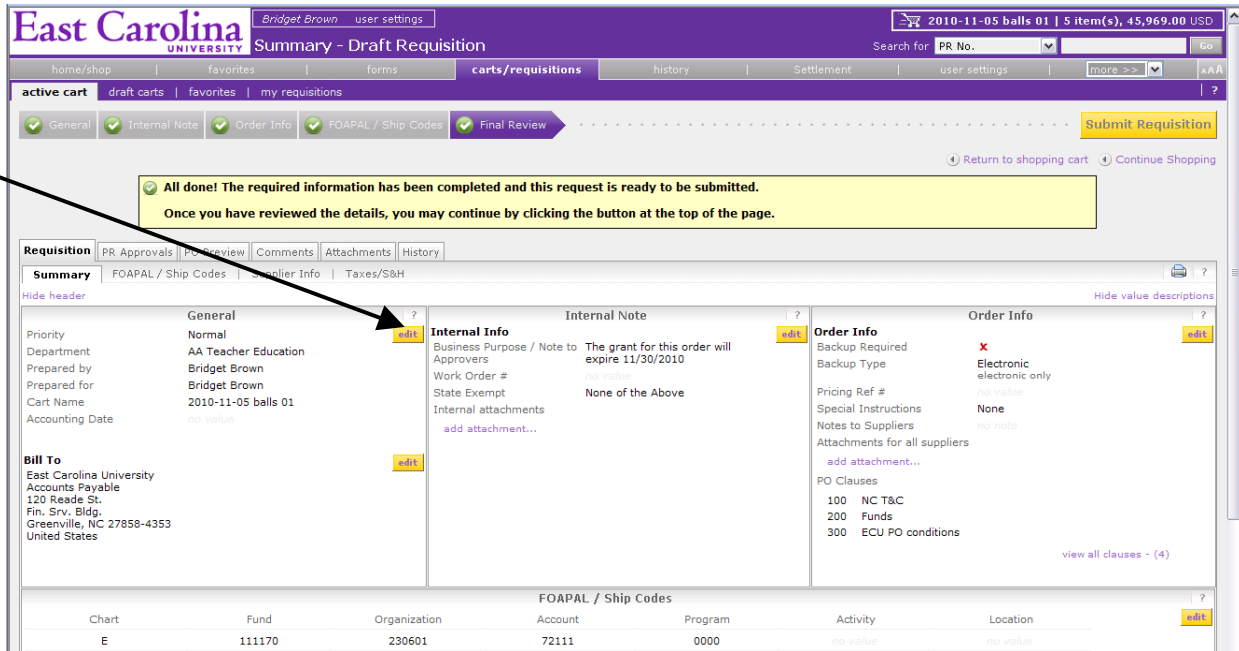 East Carolina
UNIVERSITY
Bridget Brown user settings
2010-11-05 balls 01 | 5 item(s), 45,969.00 USD
Summary - Draft Requisition
Search for PR No. Go
home/shop | favorites | forms | carts/requisitions | history | Settlement | user settings | more >> AAA
active cart draft carts | favorites | my requisitions | ?
General Internal Note Order Info FOAPAL / Ship Codes Final Review Submit Requisition
Return to shopping cart Continue Shopping
All done! The required information has been completed and this request is ready to be submitted.
Once you have reviewed the details, you may continue by clicking the button at the top of the page.
Requisition PR Approvals PO Preview Comments Attachments History
Summary FOAPAL / Ship Codes | Supplier Info | Taxes/S&H ?
Hide header Hide value descriptions
General ?
edit
Priority Normal
Department AA Teacher Education
Prepared by Bridget Brown
Prepared for Bridget Brown
Cart Name 2010-11-05 balls 01
Accounting Date no value
Bill To edit
East Carolina University
Accounts Payable
120 Reade St.
Fin. Srv. Bldg.
Greenville, NC 27858-4353
United States
Internal Note ?
Internal Info edit
Business Purpose / Note to The grant for this order will
Approvers expire 11/30/2010
Work Order # no value
State Exempt None of the Above
Internal attachments
add attachment...
Order Info ?
Order Info edit
Backup Required x
Backup Type Electronic
electronic only
Pricing Ref # no value
Special Instructions None
Notes to Suppliers no note
Attachments for all suppliers
add attachment...
PO Clauses
100 NC T&C
200 Funds
300 ECU PO conditions
view all clauses - (4)
FOAPAL / Ship Codes ?
Chart Fund Organization Account Program Activity Location edit
E 111170 230601 72111 0000 no value no value